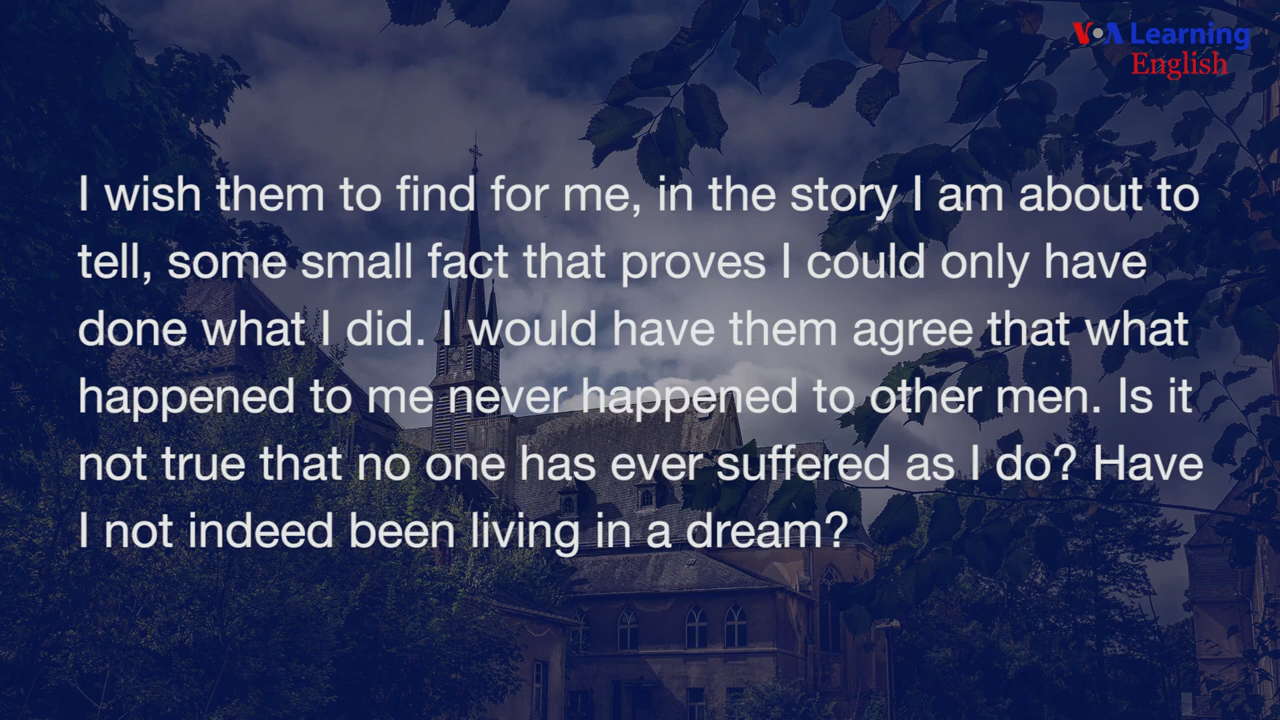 VOA Learning
English
I wish them to find for me, in the story I am about to
tell, some small fact that proves I could only have
done what I did. I would have them agree that what
happened to me never happened to other men. Is it
not true that no one has ever suffered as I do? Have
I not indeed been living in a dream?